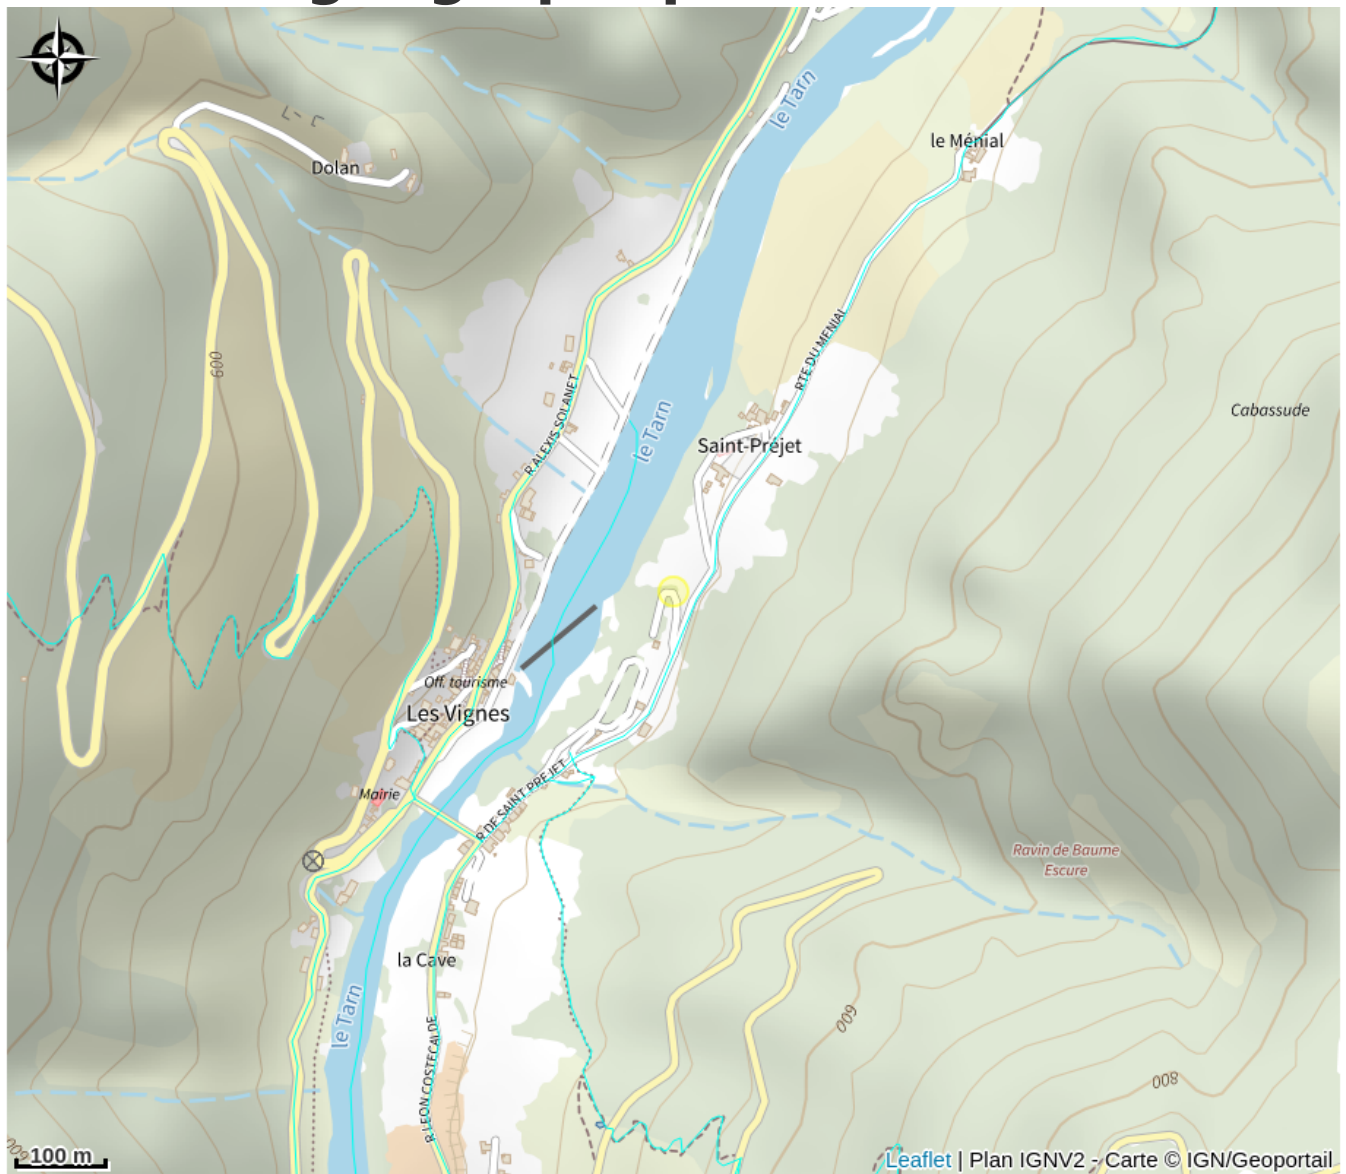 le Tarn
le Ménial
Dolan
600
RTE DU MENIAL
R ALEXIS SOLANET
Cabassude
le Tarn
Saint-Préjet
Off. tourisme
Les Vignes
Mairie
R DE SAINT PREJET
Ravin de Baume
Escure
la Cave
le Tarn
600
R LEON COSTECALDE
800
600
100 m
Leaflet | Plan IGNV2 - Carte © IGN/Geoportail